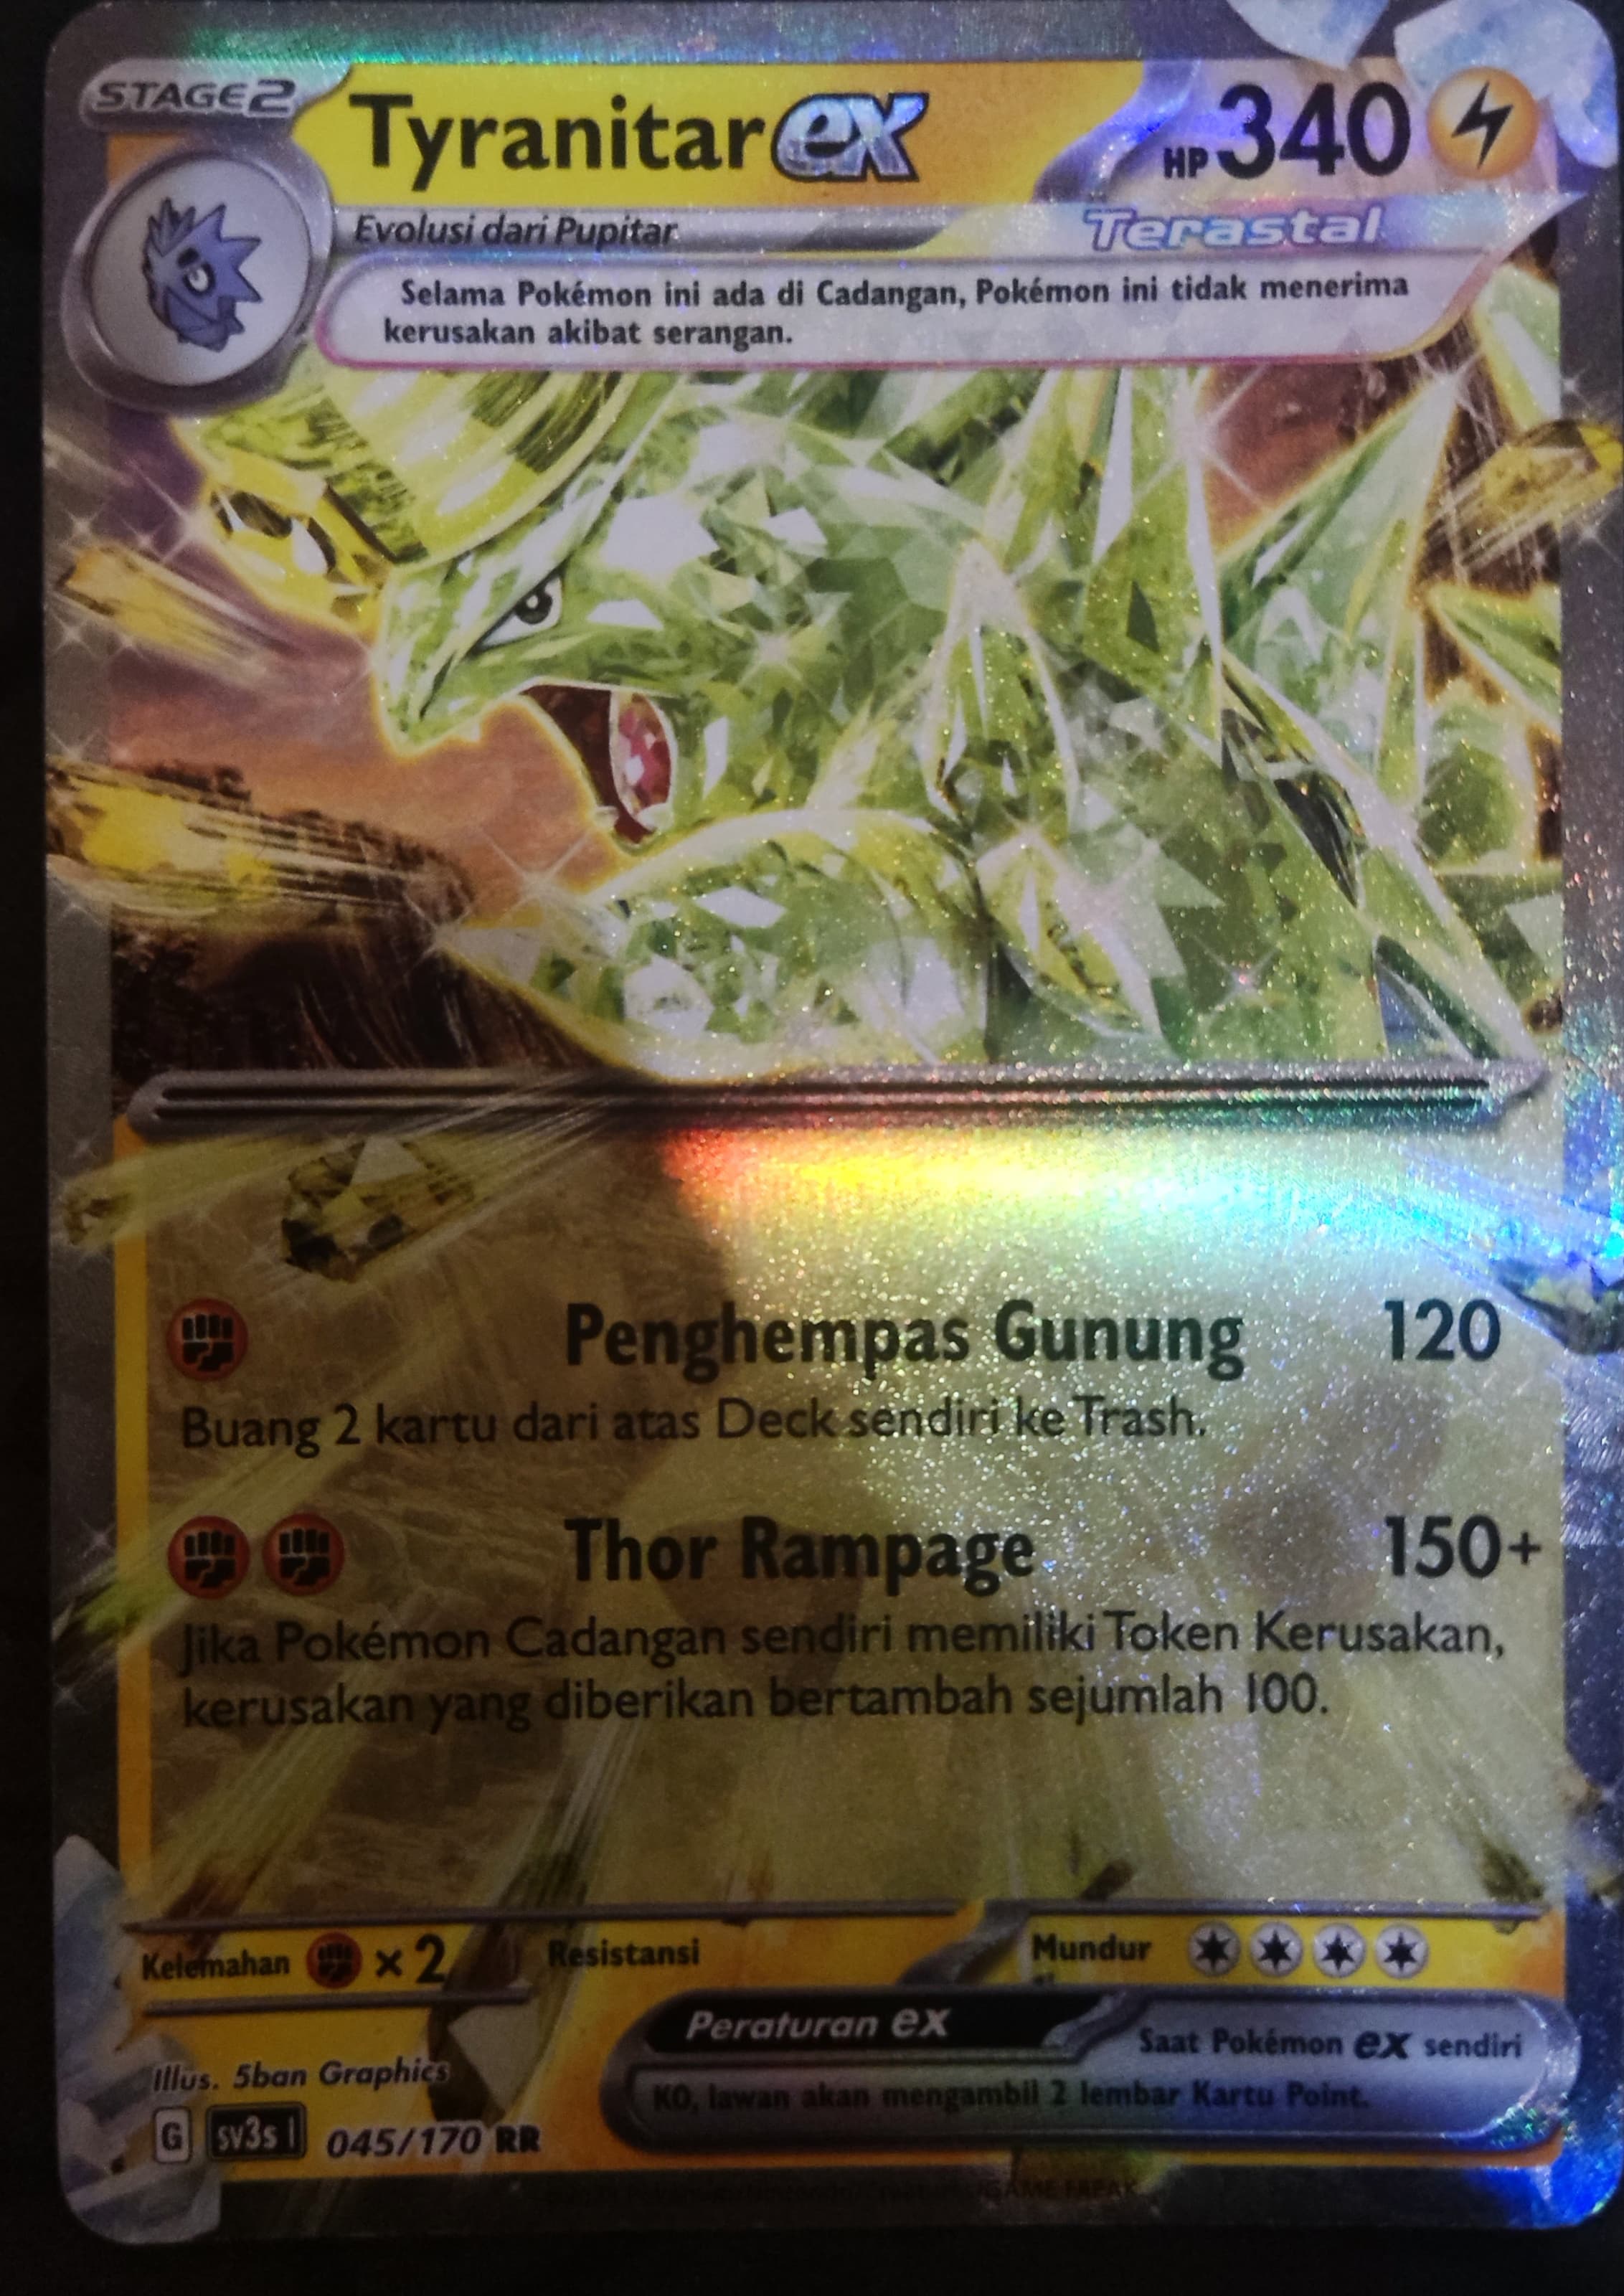 STAGE2
Tyranitar ex
HP 340
Evolusi dari Pupitar
Terastal
Selama Pokémon ini ada di Cadangan, Pokémon ini tidak menerima
kerusakan akibat serangan.
Penghempas Gunung 120
Buang 2 kartu dari atas Deck sendiri ke Trash.
Thor Rampage 150+
Jika Pokémon Cadangan sendiri memiliki Token Kerusakan,
kerusakan yang diberikan bertambah sejumlah 100.
Kelemahan ×2 Resistansi Mundur
Peraturan ex Saat Pokémon ex sendiri
KO, lawan akan mengambil 2 lembar Kartu Point.
Illus. 5ban Graphics
G sv3s I 045/170 RR
GAME FREAK